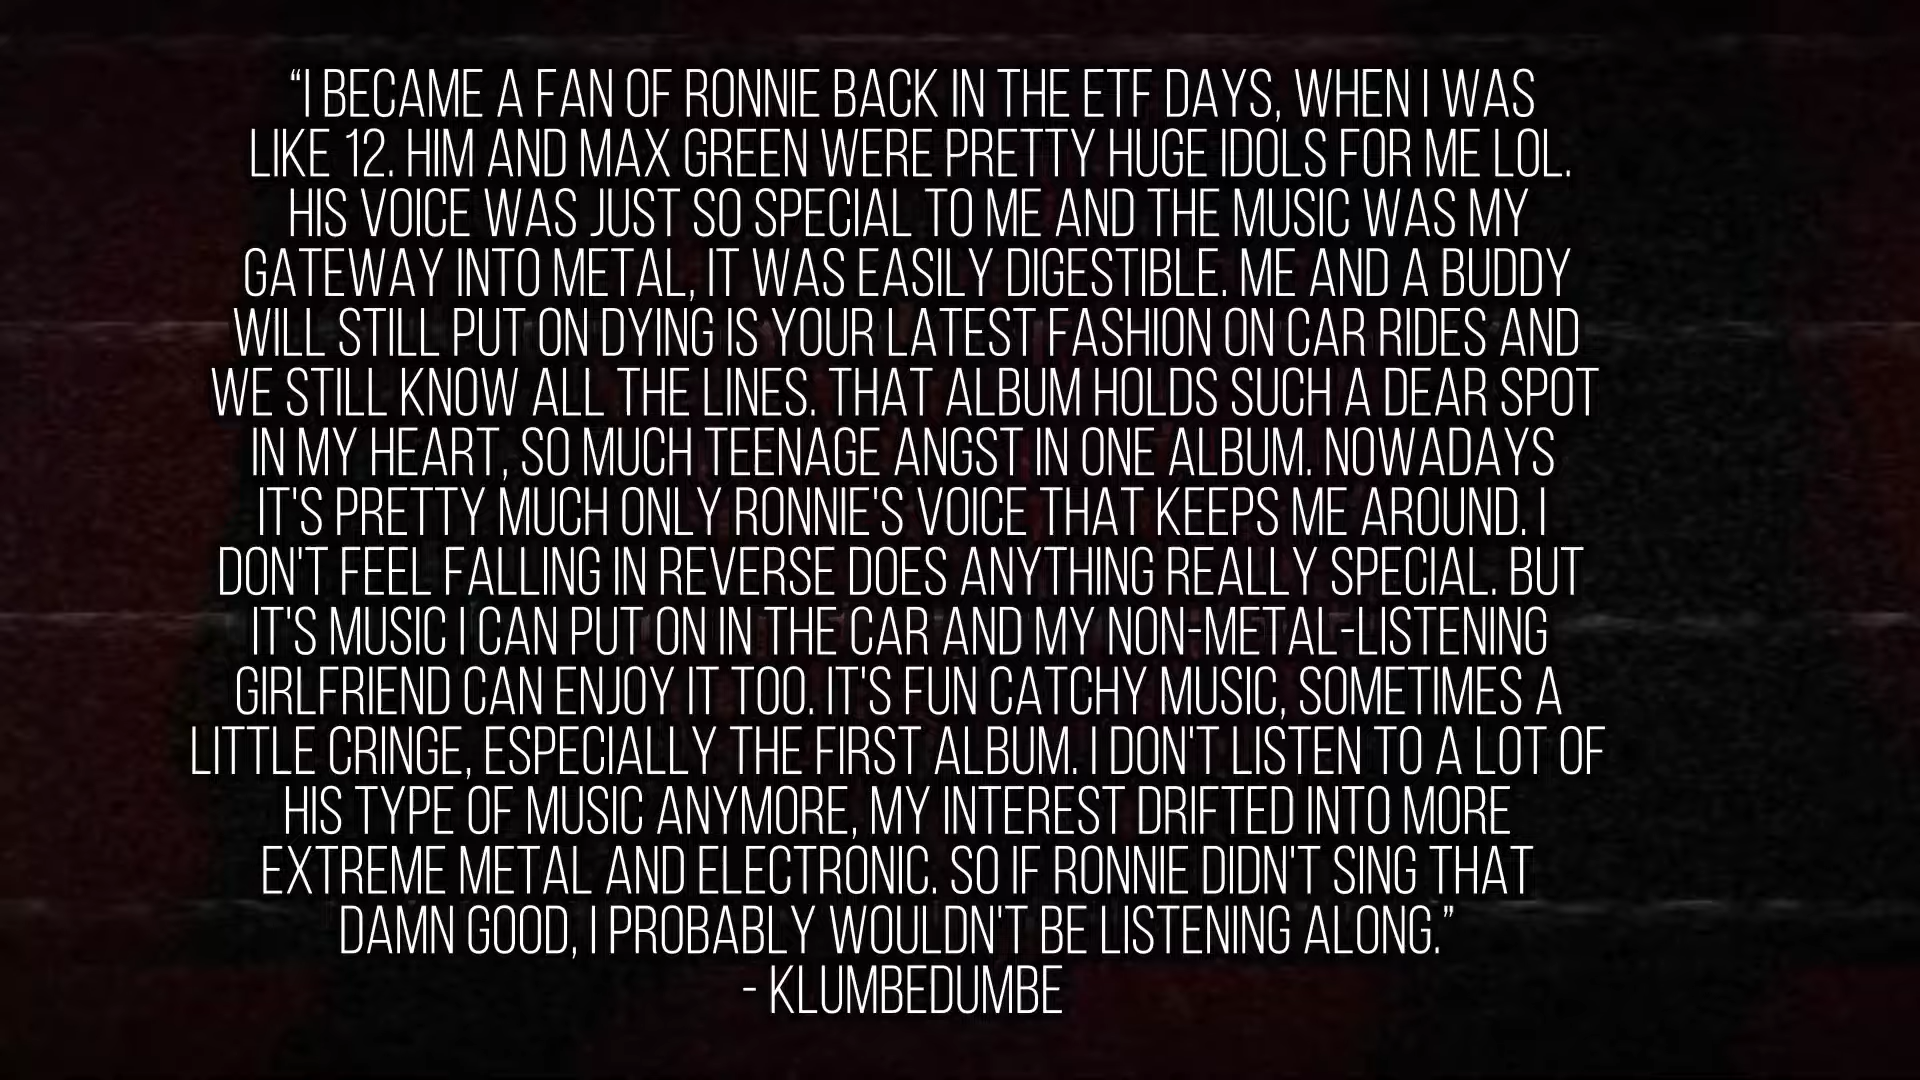 “I BECAME A FAN OF RONNIE BACK IN THE ETF DAYS, WHEN I WAS
LIKE 12. HIM AND MAX GREEN WERE PRETTY HUGE IDOLS FOR ME LOL.
HIS VOICE WAS JUST SO SPECIAL TO ME AND THE MUSIC WAS MY
GATEWAY INTO METAL, IT WAS EASILY DIGESTIBLE. ME AND A BUDDY
WILL STILL PUT ON DYING IS YOUR LATEST FASHION ON CAR RIDES AND
WE STILL KNOW ALL THE LINES. THAT ALBUM HOLDS SUCH A DEAR SPOT
IN MY HEART, SO MUCH TEENAGE ANGST IN ONE ALBUM. NOWADAYS
IT'S PRETTY MUCH ONLY RONNIE'S VOICE THAT KEEPS ME AROUND. I
DON'T FEEL FALLING IN REVERSE DOES ANYTHING REALLY SPECIAL. BUT
IT'S MUSIC I CAN PUT ON IN THE CAR AND MY NON-METAL-LISTENING
GIRLFRIEND CAN ENJOY IT TOO. IT'S FUN CATCHY MUSIC, SOMETIMES A
LITTLE CRINGE, ESPECIALLY THE FIRST ALBUM. I DON'T LISTEN TO A LOT OF
HIS TYPE OF MUSIC ANYMORE, MY INTEREST DRIFTED INTO MORE
EXTREME METAL AND ELECTRONIC. SO IF RONNIE DIDN'T SING THAT
DAMN GOOD, I PROBABLY WOULDN'T BE LISTENING ALONG.”
- KLUMBEDUMBE